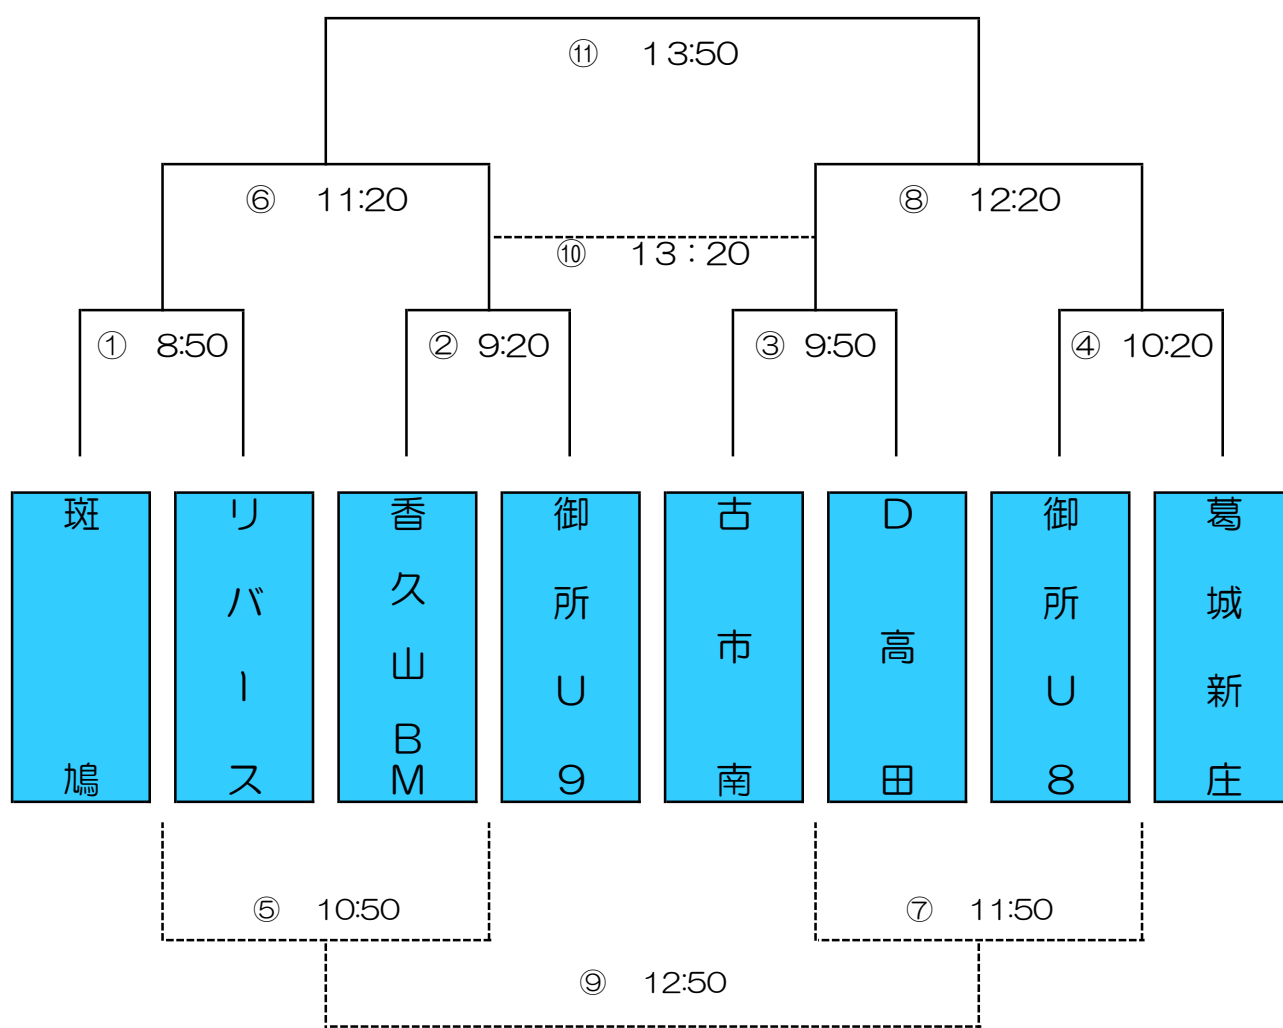 ⑪ 13:50
⑥ 11:20
⑧ 12:20
⑩ 13:20
① 8:50
② 9:20
③ 9:50
④ 10:20
斑鳩
リバース
香久山BM
御所U9
古市南
D高田
御所U8
葛城新庄
⑤ 10:50
⑦ 11:50
⑨ 12:50